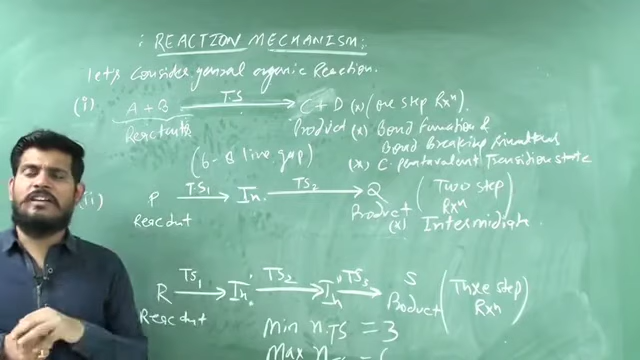 : REACTION MECHANISM:
Let's Consider general organic Reaction.
(i) A + B TS C + D (x) (one step Rxⁿ).
Reactants Product (x) Bond Formation &
Bond Breaking
(6-8 line gap) (x) C-pentavalent Transition state
(ii) P TS₁ In. TS₂ Q (Two step Rxⁿ)
Reactant Product (x) Intermidiate
R TS₁ In'. TS₂ In" TS₃ S (Three step Rxⁿ)
Reactant Product
Min n TS = 3
Max n